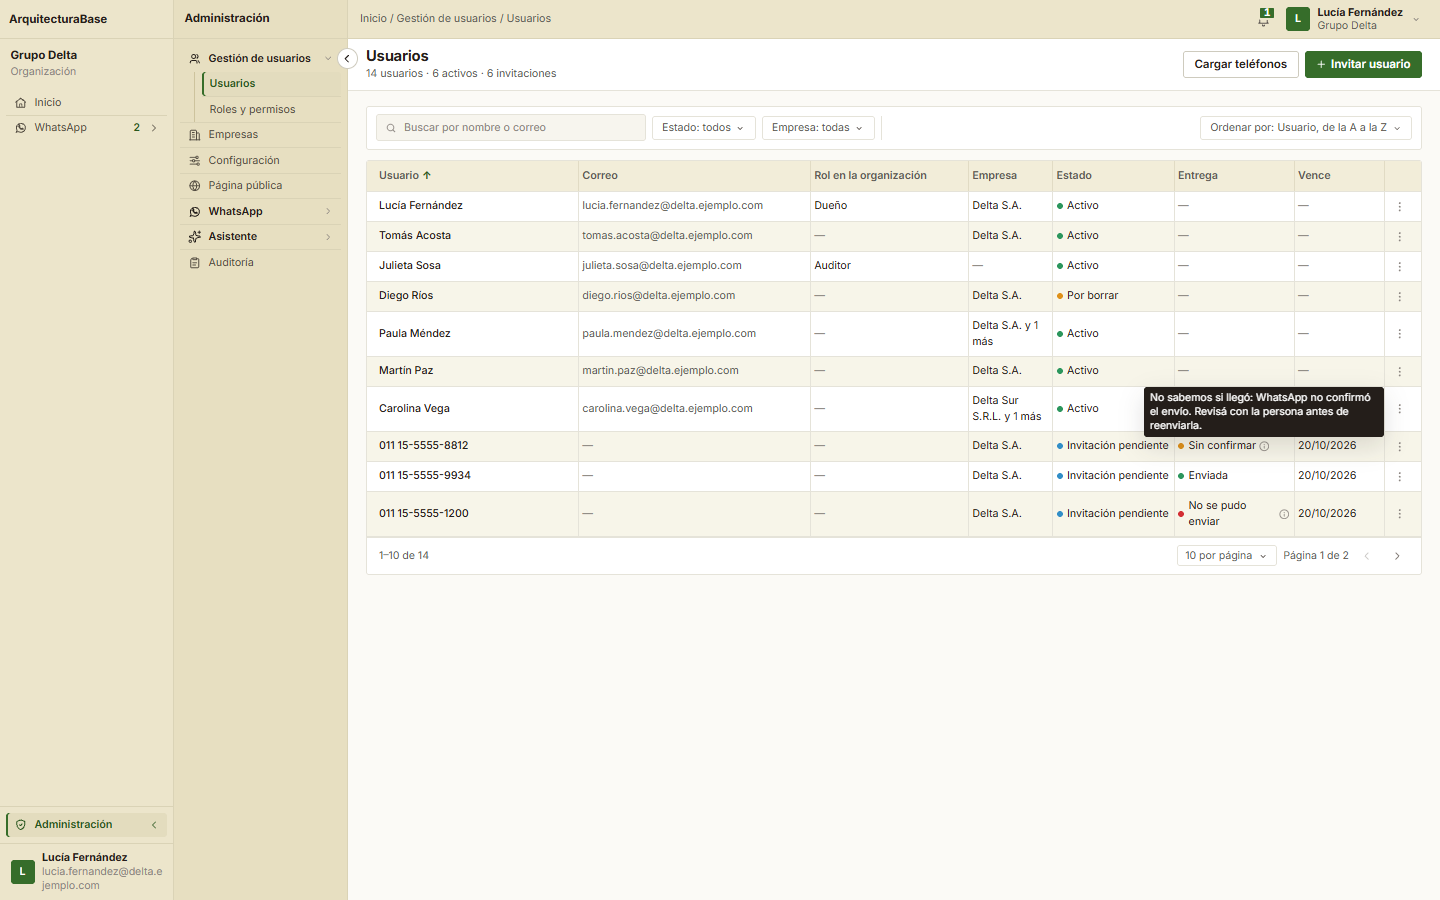 ArquitecturaBase
Grupo Delta
Organización
Inicio
WhatsApp 2
Administración
Lucía Fernández
lucia.fernandez@delta.e
jemplo.com
L
Administración
Gestión de usuarios
Usuarios
Roles y permisos
Empresas
Configuración
Página pública
WhatsApp
Asistente
Auditoría
Inicio / Gestión de usuarios / Usuarios
1
L
Lucía Fernández
Grupo Delta
Usuarios
14 usuarios · 6 activos · 6 invitaciones
Cargar teléfonos
+ Invitar usuario
Buscar por nombre o correo
Estado: todos
Empresa: todas
Ordenar por: Usuario, de la A a la Z
Usuario ↑ Correo Rol en la organización Empresa Estado Entrega Vence
Lucía Fernández lucia.fernandez@delta.ejemplo.com Dueño Delta S.A. Activo — —
Tomás Acosta tomas.acosta@delta.ejemplo.com — Delta S.A. Activo — —
Julieta Sosa julieta.sosa@delta.ejemplo.com Auditor — Activo — —
Diego Ríos diego.rios@delta.ejemplo.com — Delta S.A. Por borrar — —
Paula Méndez paula.mendez@delta.ejemplo.com — Delta S.A. y 1
más Activo — —
Martín Paz martin.paz@delta.ejemplo.com — Delta S.A. Activo — —
Carolina Vega carolina.vega@delta.ejemplo.com — Delta Sur
S.R.L. y 1 más Activo
No sabemos si llegó: WhatsApp no confirmó
el envío. Revisá con la persona antes de
reenviarla.
011 15-5555-8812 — — Delta S.A. Invitación pendiente Sin confirmar 20/10/2026
011 15-5555-9934 — — Delta S.A. Invitación pendiente Enviada 20/10/2026
011 15-5555-1200 — — Delta S.A. Invitación pendiente No se pudo
enviar 20/10/2026
1–10 de 14
10 por página
Página 1 de 2